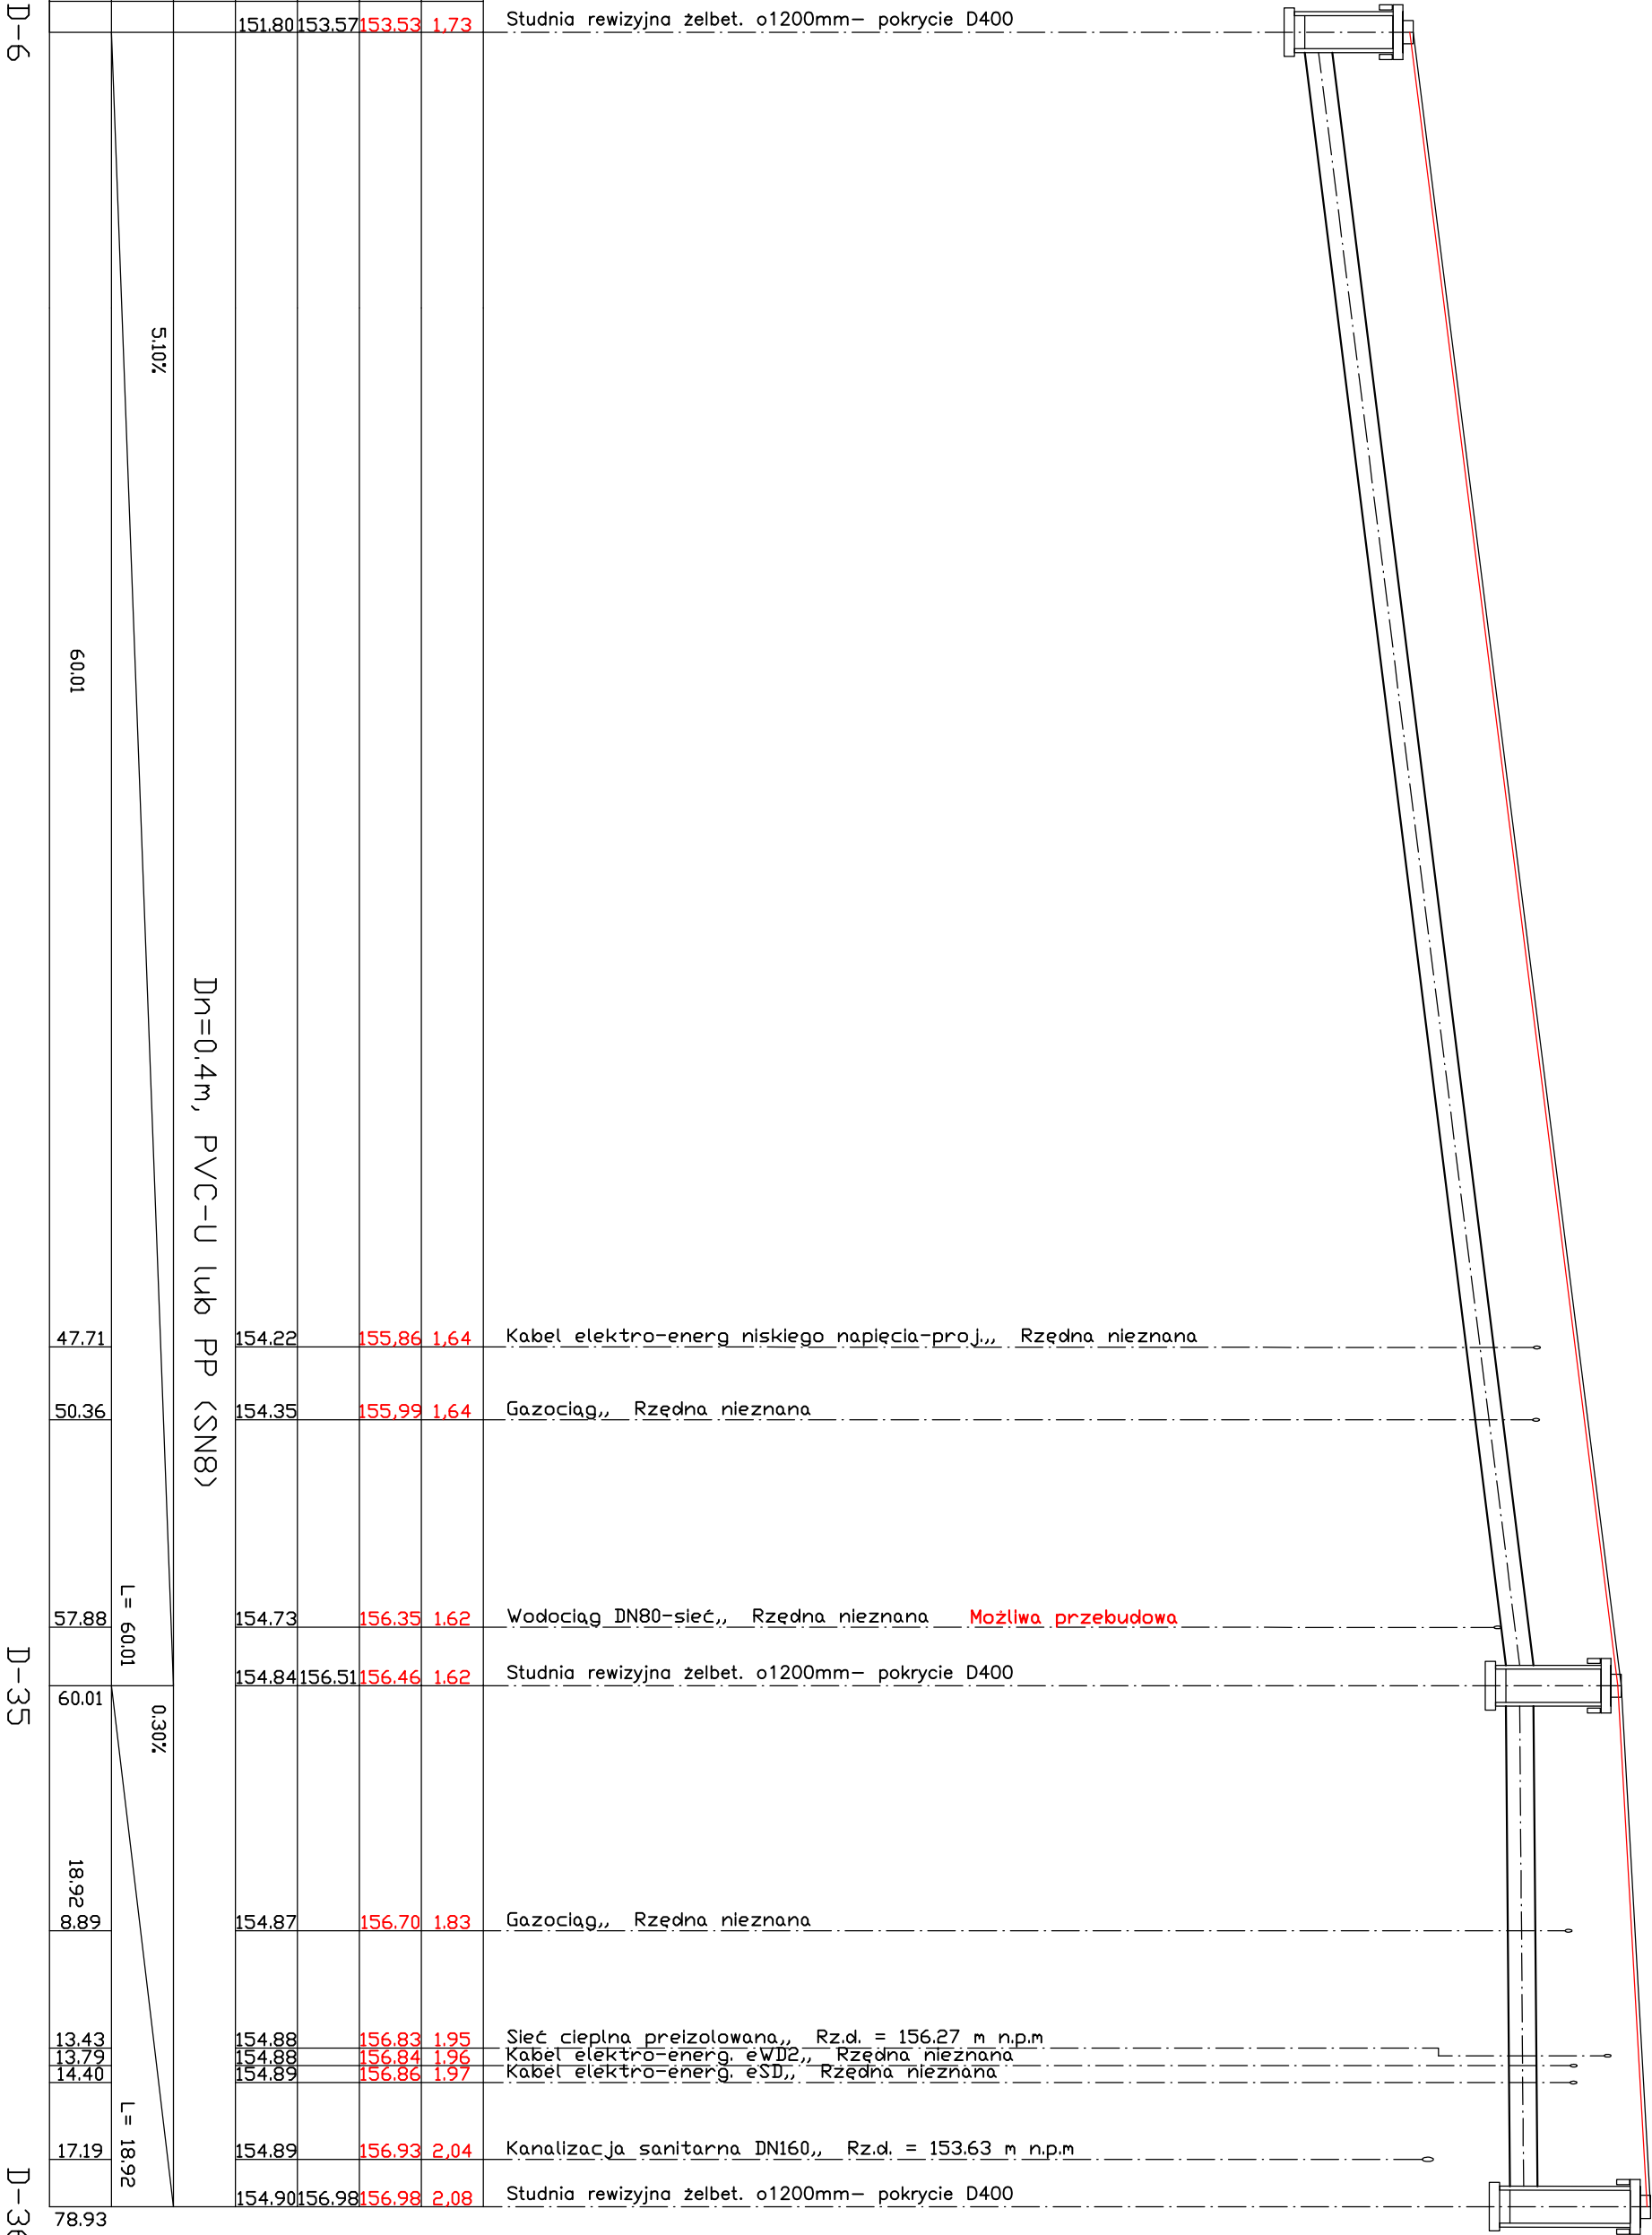 D-6
151.80 153.57 153.53 1,73 Studnia rewizyjna żelbet. o1200mm- pokrycie D400
5.10%
60.01
Dn=0.4m, PVC-U lub PP (SN8)
47.71 154.22 155,86 1,64 Kabel elektro-energ niskiego napięcia-proj.,, Rzędna nieznana
50.36 154.35 155,99 1,64 Gazociąg,, Rzędna nieznana
57.88 154.73 156.35 1.62 Wodociąg DN80-sieć,, Rzędna nieznana Możliwa przebudowa
L= 60.01
D-35
60.01 154.84 156.51 156.46 1.62 Studnia rewizyjna żelbet. o1200mm- pokrycie D400
0.30%
18.92
8.89 154.87 156.70 1.83 Gazociąg,, Rzędna nieznana
13.43 154.88 156.83 1.95 Sieć cieplna preizolowana,, Rz.d. = 156.27 m n.p.m
13.79 154.88 156.84 1.96 Kabel elektro-energ. eWD2,, Rzędna nieznana
14.40 154.89 156.86 1.97 Kabel elektro-energ. eSD,, Rzędna nieznana
L= 18.92
17.19 154.89 156.93 2,04 Kanalizacja sanitarna DN160,, Rz.d. = 153.63 m n.p.m
D-36
78.93 154.90 156.98 156.98 2,08 Studnia rewizyjna żelbet. o1200mm- pokrycie D400